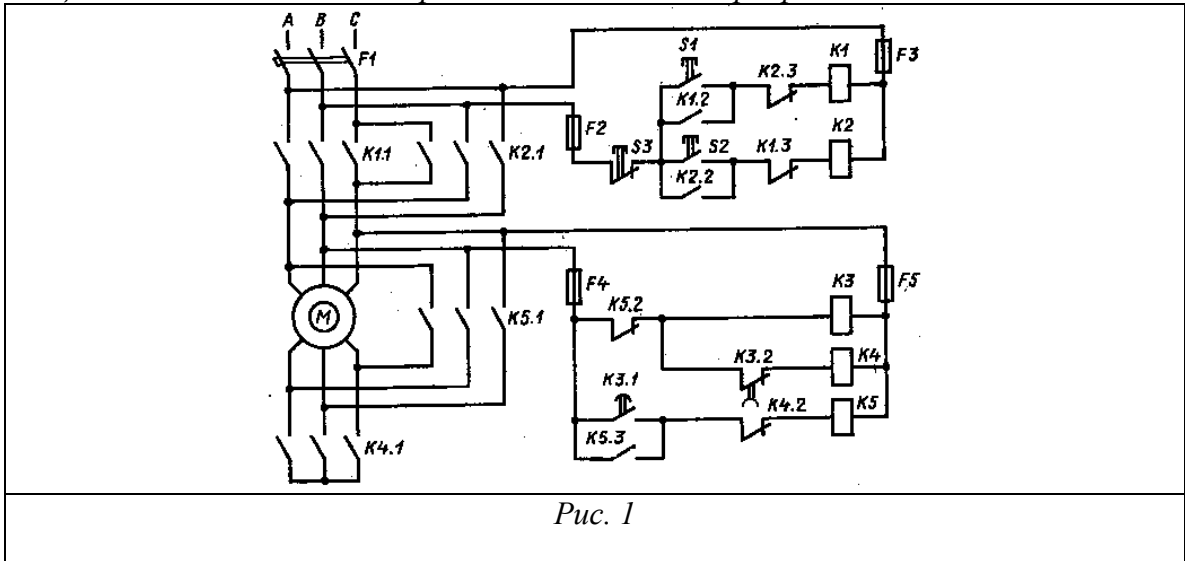 A B C
F1
S1
K2.3
K1
F3
K1.2
F2
S3
S2
K1.3
K2
K1.1
K2.1
K2.2
F4
K5.2
K3
F5
M
K5.1
K3.2
K4
K3.1
K4.2
K5
K5.3
K4.1
Рис. 1